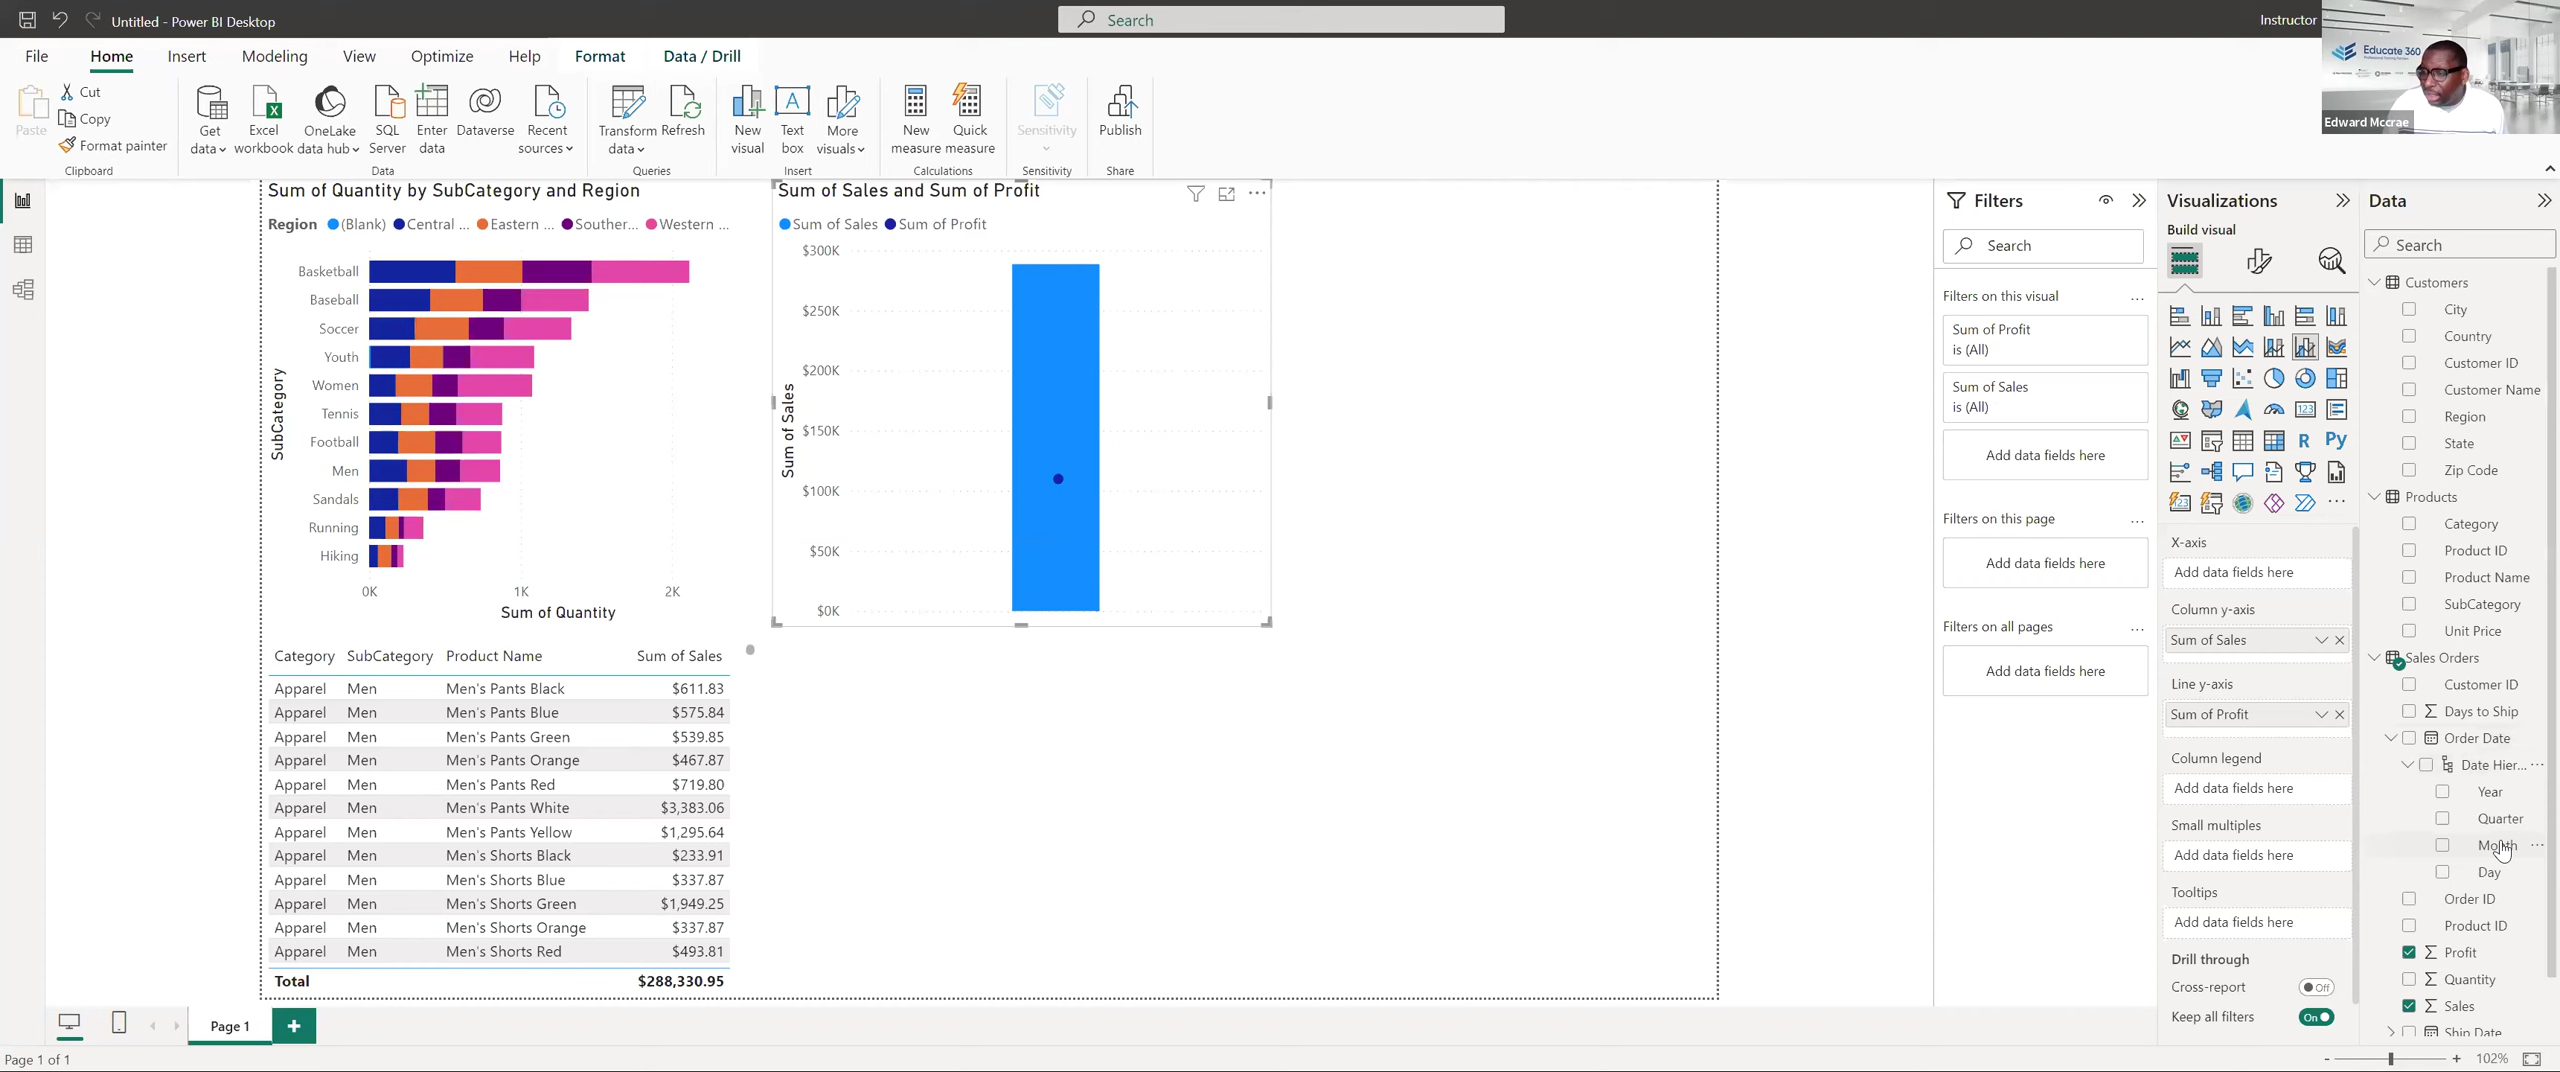 Untitled - Power BI Desktop
Search
Instructor
Educate 360
Edward Mccrae
File
Home
Insert
Modeling
View
Optimize
Help
Format
Data / Drill
Paste
Cut
Copy
Format painter
Clipboard
Get data
Excel workbook
OneLake data hub
SQL Server
Enter data
Dataverse
Recent sources
Data
Transform data
Refresh
Queries
New visual
Text box
More visuals
Insert
New measure
Quick measure
Calculations
Sensitivity
Sensitivity
Publish
Share
Sum of Quantity by SubCategory and Region
Region (Blank) Central ... Eastern ... Souther... Western ...
SubCategory
Basketball
Baseball
Soccer
Youth
Women
Tennis
Football
Men
Sandals
Running
Hiking
0K 1K 2K
Sum of Quantity
Sum of Sales and Sum of Profit
Sum of Sales Sum of Profit
Sum of Sales
$300K
$250K
$200K
$150K
$100K
$50K
$0K
Category SubCategory Product Name Sum of Sales
Apparel Men Men's Pants Black $611.83
Apparel Men Men's Pants Blue $575.84
Apparel Men Men's Pants Green $539.85
Apparel Men Men's Pants Orange $467.87
Apparel Men Men's Pants Red $719.80
Apparel Men Men's Pants White $3,383.06
Apparel Men Men's Pants Yellow $1,295.64
Apparel Men Men's Shorts Black $233.91
Apparel Men Men's Shorts Blue $337.87
Apparel Men Men's Shorts Green $1,949.25
Apparel Men Men's Shorts Orange $337.87
Apparel Men Men's Shorts Red $493.81
Total $288,330.95
Filters
Search
Filters on this visual ...
Sum of Profit
is (All)
Sum of Sales
is (All)
Add data fields here
Filters on this page ...
Add data fields here
Filters on all pages ...
Add data fields here
Visualizations
Build visual
R
Py
123
X-axis
Add data fields here
Column y-axis
Sum of Sales
Line y-axis
Sum of Profit
Column legend
Add data fields here
Small multiples
Add data fields here
Tooltips
Add data fields here
Drill through
Cross-report Off
Keep all filters On
Data
Search
Customers
City
Country
Customer ID
Customer Name
Region
State
Zip Code
Products
Category
Product ID
Product Name
SubCategory
Unit Price
Sales Orders
Customer ID
Days to Ship
Order Date
Date Hier... ...
Year
Quarter
Month ...
Day
Order ID
Product ID
Profit
Quantity
Sales
Ship Date
Page 1
Page 1 of 1
- + 102%